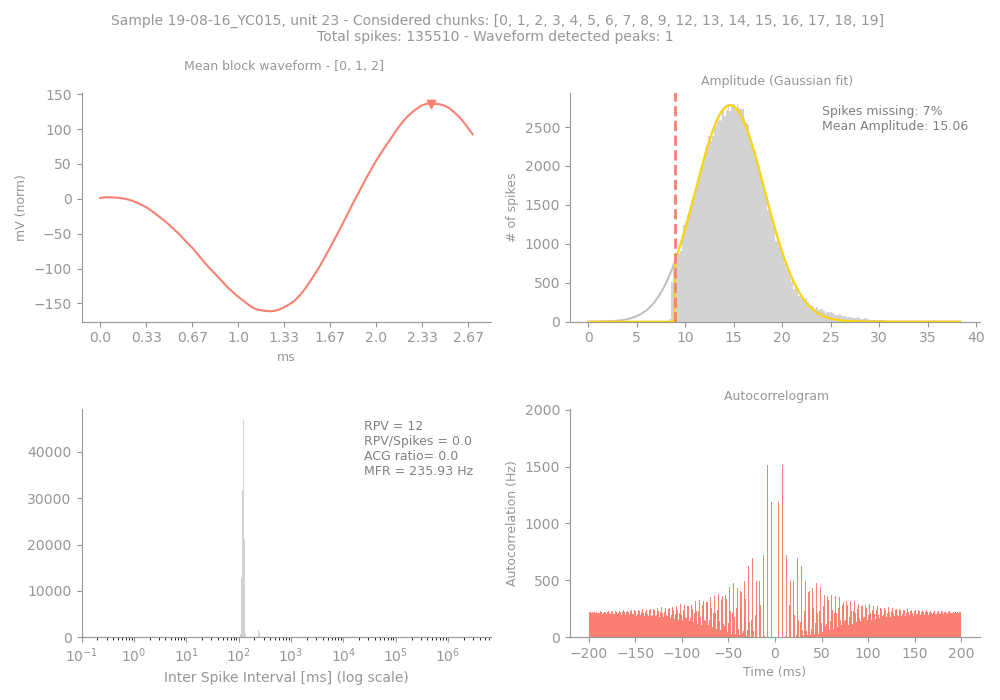 Sample 19-08-16_YC015, unit 23 - Considered chunks: [0, 1, 2, 3, 4, 5, 6, 7, 8, 9, 12, 13, 14, 15, 16, 17, 18, 19]
Total spikes: 135510 - Waveform detected peaks: 1
Mean block waveform - [0, 1, 2]
150
100
50
0
−50
−100
−150
mV (norm)
0.0 0.33 0.67 1.0 1.33 1.67 2.0 2.33 2.67
ms
Amplitude (Gaussian fit)
Spikes missing: 7%
Mean Amplitude: 15.06
2500
2000
1500
1000
500
0
# of spikes
0 5 10 15 20 25 30 35 40
RPV = 12
RPV/Spikes = 0.0
ACG ratio= 0.0
MFR = 235.93 Hz
40000
30000
20000
10000
0
10⁻¹ 10⁰ 10¹ 10² 10³ 10⁴ 10⁵ 10⁶
Inter Spike Interval [ms] (log scale)
Autocorrelogram
2000
1500
1000
500
0
Autocorrelation (Hz)
−200 −150 −100 −50 0 50 100 150 200
Time (ms)